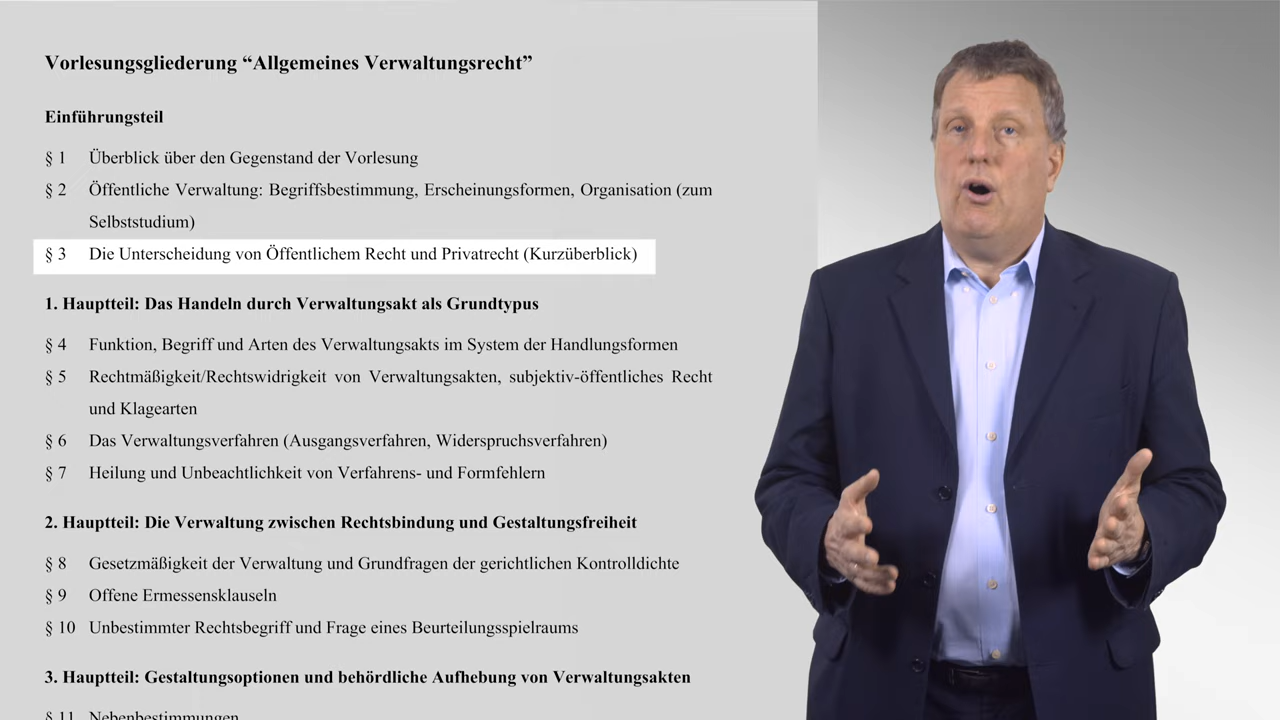 Vorlesungsgliederung “Allgemeines Verwaltungsrecht”
Einführungsteil
§ 1 Überblick über den Gegenstand der Vorlesung
§ 2 Öffentliche Verwaltung: Begriffsbestimmung, Erscheinungsformen, Organisation (zum
Selbststudium)
§ 3 Die Unterscheidung von Öffentlichem Recht und Privatrecht (Kurzüberblick)
1. Hauptteil: Das Handeln durch Verwaltungsakt als Grundtypus
§ 4 Funktion, Begriff und Arten des Verwaltungsakts im System der Handlungsformen
§ 5 Rechtmäßigkeit/Rechtswidrigkeit von Verwaltungsakten, subjektiv-öffentliches Recht
und Klagearten
§ 6 Das Verwaltungsverfahren (Ausgangsverfahren, Widerspruchsverfahren)
§ 7 Heilung und Unbeachtlichkeit von Verfahrens- und Formfehlern
2. Hauptteil: Die Verwaltung zwischen Rechtsbindung und Gestaltungsfreiheit
§ 8 Gesetzmäßigkeit der Verwaltung und Grundfragen der gerichtlichen Kontrolldichte
§ 9 Offene Ermessensklauseln
§ 10 Unbestimmter Rechtsbegriff und Frage eines Beurteilungsspielraums
3. Hauptteil: Gestaltungsoptionen und behördliche Aufhebung von Verwaltungsakten
§ 11 Nebenbestimmungen